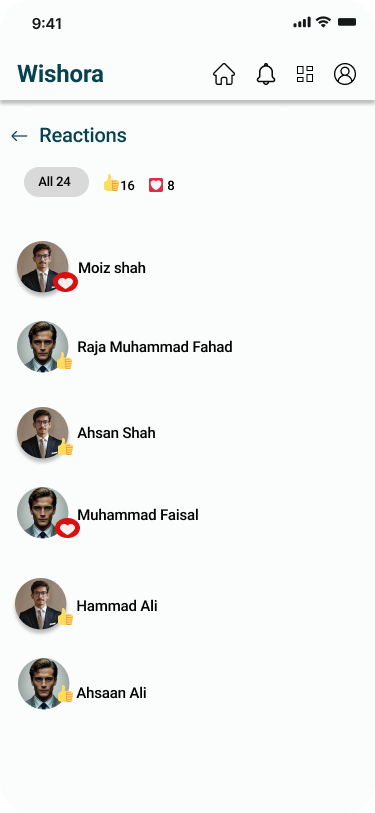 9:41
Wishora
Reactions
All 24 16 8
Moiz shah
Raja Muhammad Fahad
Ahsan Shah
Muhammad Faisal
Hammad Ali
Ahsaan Ali